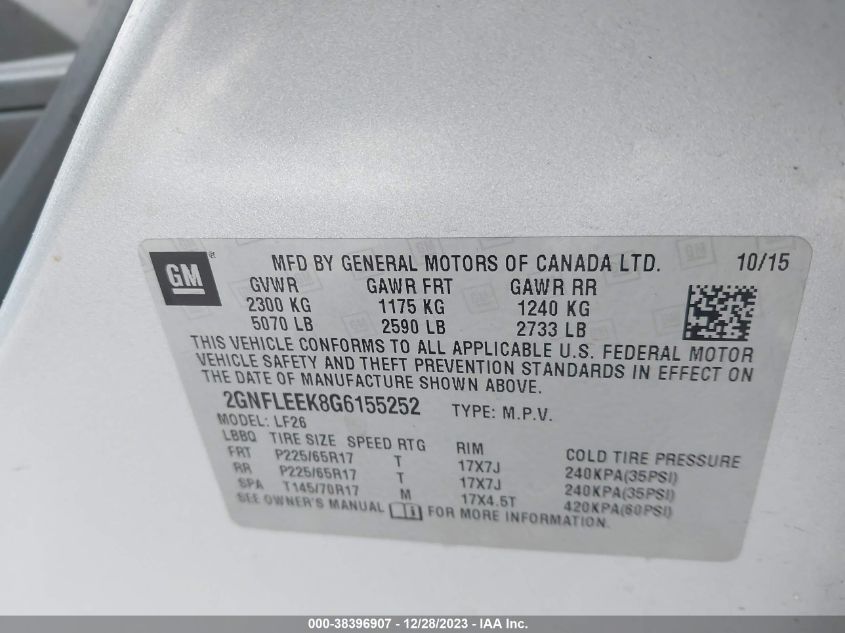 GM
MFD BY GENERAL MOTORS OF CANADA LTD. 10/15
GVWR GAWR FRT GAWR RR
2300 KG 1175 KG 1240 KG
5070 LB 2590 LB 2733 LB
THIS VEHICLE CONFORMS TO ALL APPLICABLE U.S. FEDERAL MOTOR
VEHICLE SAFETY AND THEFT PREVENTION STANDARDS IN EFFECT ON
THE DATE OF MANUFACTURE SHOWN ABOVE.
2GNFLEEK8G6155252 TYPE: M.P.V.
MODEL: LF26
LBBQ TIRE SIZE SPEED RTG RIM COLD TIRE PRESSURE
FRT P225/65R17 T 17X7J 240KPA(35PSI)
RR P225/65R17 T 17X7J 240KPA(35PSI)
SPA T145/70R17 M 17X4.5T 420KPA(60PSI)
SEE OWNER'S MANUAL FOR MORE INFORMATION.
000-38396907 - 12/28/2023 - IAA Inc.